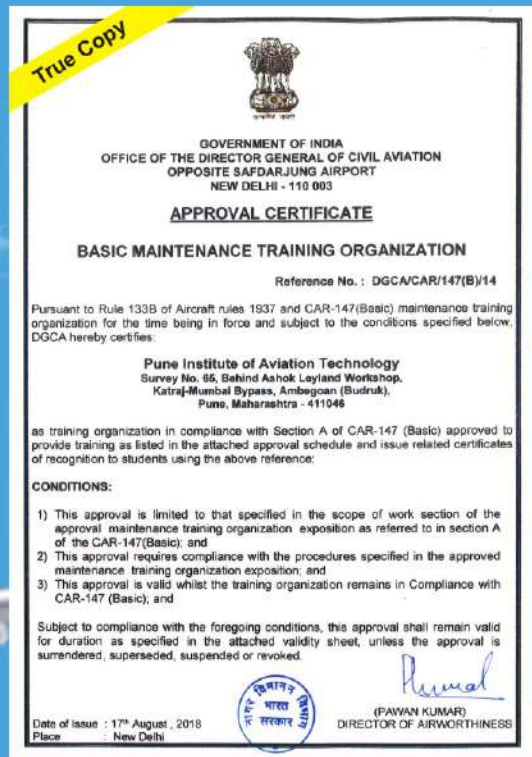 True Copy
सत्यमेव जयते
GOVERNMENT OF INDIA
OFFICE OF THE DIRECTOR GENERAL OF CIVIL AVIATION
OPPOSITE SAFDARJUNG AIRPORT
NEW DELHI - 110 003
APPROVAL CERTIFICATE
BASIC MAINTENANCE TRAINING ORGANIZATION
Reference No. : DGCA/CAR/147(B)/14
Pursuant to Rule 133B of Aircraft rules 1937 and CAR-147(Basic) maintenance training
organization for the time being in force and subject to the conditions specified below,
DGCA hereby certifies:
Pune Institute of Aviation Technology
Survey No. 65, Behind Ashok Leyland Workshop,
Katraj-Mumbai Bypass, Ambegoan (Budruk),
Pune, Maharashtra - 411046
as training organization in compliance with Section A of CAR-147 (Basic) approved to
provide training as listed in the attached approval schedule and issue related certificates
of recognition to students using the above reference:
CONDITIONS:
1) This approval is limited to that specified in the scope of work section of the
approval maintenance training organization exposition as referred to in section A
of the CAR-147(Basic); and
2) This approval requires compliance with the procedures specified in the approved
maintenance training organization exposition; and
3) This approval is valid whilst the training organization remains in Compliance with
CAR-147 (Basic); and
Subject to compliance with the foregoing conditions, this approval shall remain valid
for duration as specified in the attached validity sheet, unless the approval is
surrendered, superseded, suspended or revoked.
नागर विमानन विभाग
भारत
सरकार
(PAWAN KUMAR)
DIRECTOR OF AIRWORTHINESS
Date of Issue : 17th August , 2018
Place : New Delhi